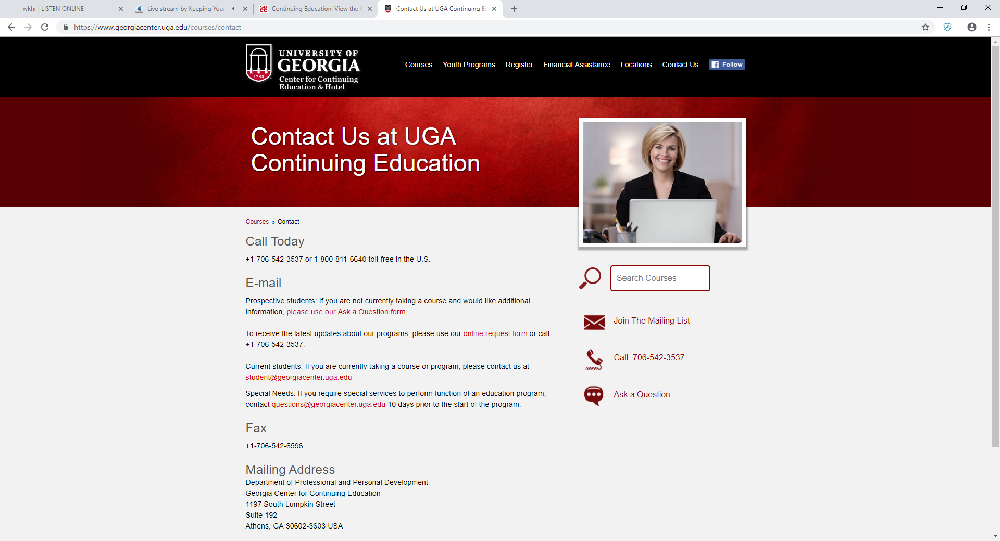 wkhr | LISTEN ONLINE
Live stream by Keeping Your
Continuing Education: View the
Contact Us at UGA Continuing
https://www.georgiacenter.uga.edu/courses/contact
UNIVERSITY OF
GEORGIA
1785
Center for Continuing
Education & Hotel
Courses
Youth Programs
Register
Financial Assistance
Locations
Contact Us
Follow
Contact Us at UGA
Continuing Education
Courses » Contact
Call Today
+1-706-542-3537 or 1-800-811-6640 toll-free in the U.S.
E-mail
Prospective students: If you are not currently taking a course and would like additional
information, please use our Ask a Question form.
To receive the latest updates about our programs, please use our online request form or call
+1-706-542-3537.
Current students: If you are currently taking a course or program, please contact us at
student@georgiacenter.uga.edu
Special Needs: If you require special services to perform function of an education program,
contact questions@georgiacenter.uga.edu 10 days prior to the start of the program.
Fax
+1-706-542-6596
Mailing Address
Department of Professional and Personal Development
Georgia Center for Continuing Education
1197 South Lumpkin Street
Suite 192
Athens, GA 30602-3603 USA
Search Courses
Join The Mailing List
Call: 706-542-3537
Ask a Question